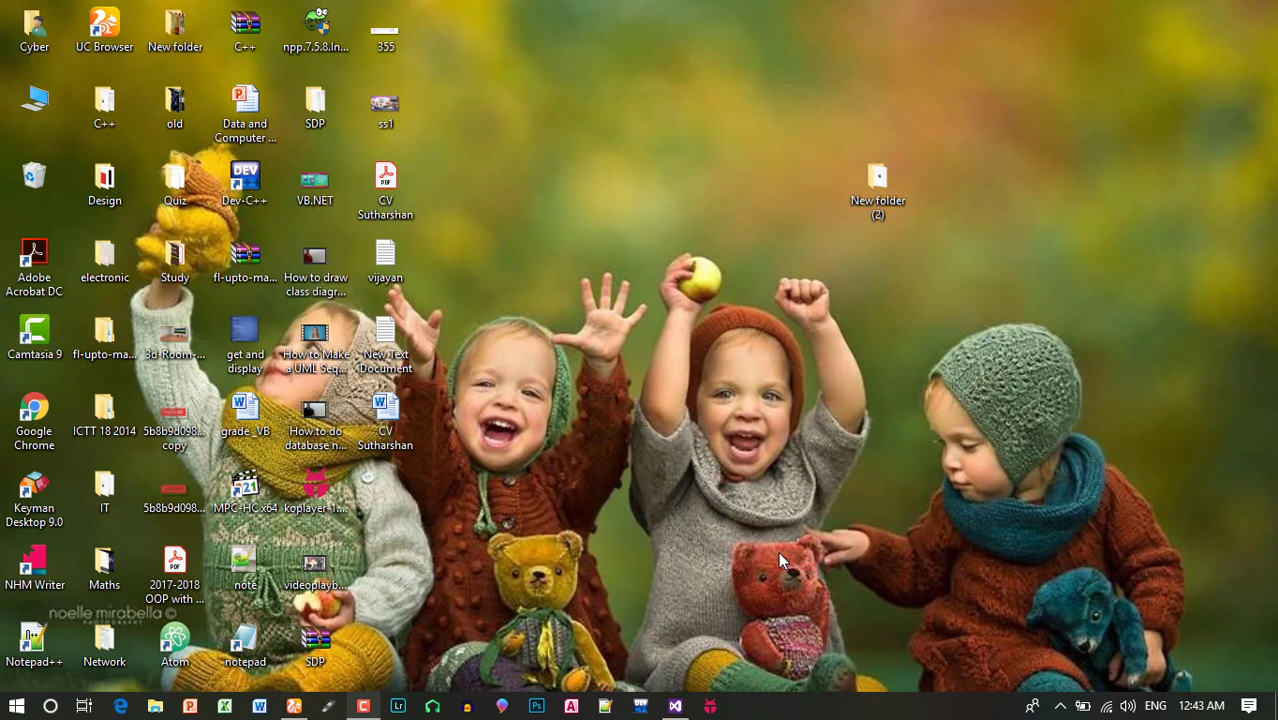 Cyber
UC Browser
New folder
C++
npp.7.5.8.In...
355
C++
old
Data and
Computer ...
SDP
ss1
Design
Quiz
Dev-C++
VB.NET
CV
Sutharshan
New folder
(2)
Adobe
Acrobat DC
electronic
Study
fl-upto-ma...
How to draw
class diagr...
vijayan
Camtasia 9
fl-upto-ma...
3d-Room-...
get and
display
How to Make
a UML Seq...
New Text
Document
Google
Chrome
ICTT 18 2014
5b8b9d098...
copy
grade _VB
How to do
database n...
CV
Sutharshan
Keyman
Desktop 9.0
IT
5b8b9d098...
MPC-HC x64
koplayer-1....
NHM Writer
Maths
2017-2018
OOP with ...
note
videoplayb...
noelle mirabella ©
PHOTOGRAPHY
Notepad++
Network
Atom
notepad
SDP
ENG
12:43 AM